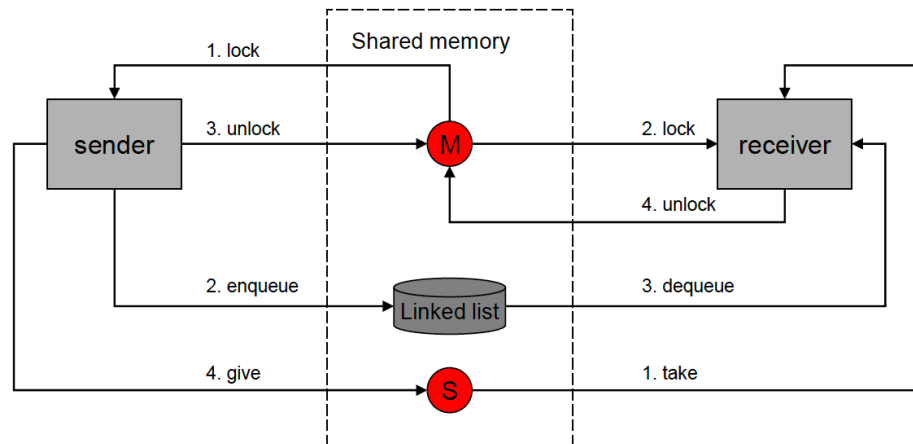 Shared memory
1. lock
sender
3. unlock
M
2. lock
receiver
4. unlock
2. enqueue
Linked list
3. dequeue
4. give
S
1. take